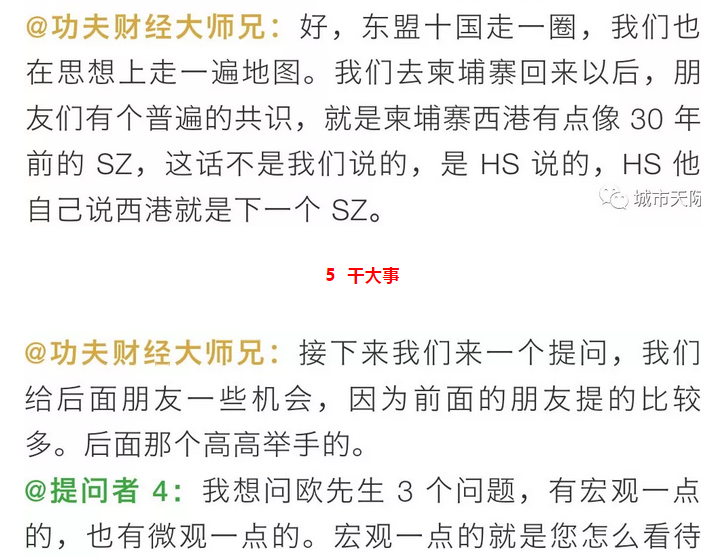 @功夫财经大师兄：好，东盟十国走一圈，我们也
在思想上走一遍地图。我们去柬埔寨回来以后，朋
友们有个普遍的共识，就是柬埔寨西港有点像 30 年
前的 SZ，这话不是我们说的，是 HS 说的，HS 他
自己说西港就是下一个 SZ。
城市天际
5 干大事
@功夫财经大师兄：接下来我们来一个提问，我们
给后面朋友一些机会，因为前面的朋友提的比较
多。后面那个高高举手的。
@提问者 4：我想问欧先生 3 个问题，有宏观一点
的，也有微观一点的。宏观一点的就是您怎么看待